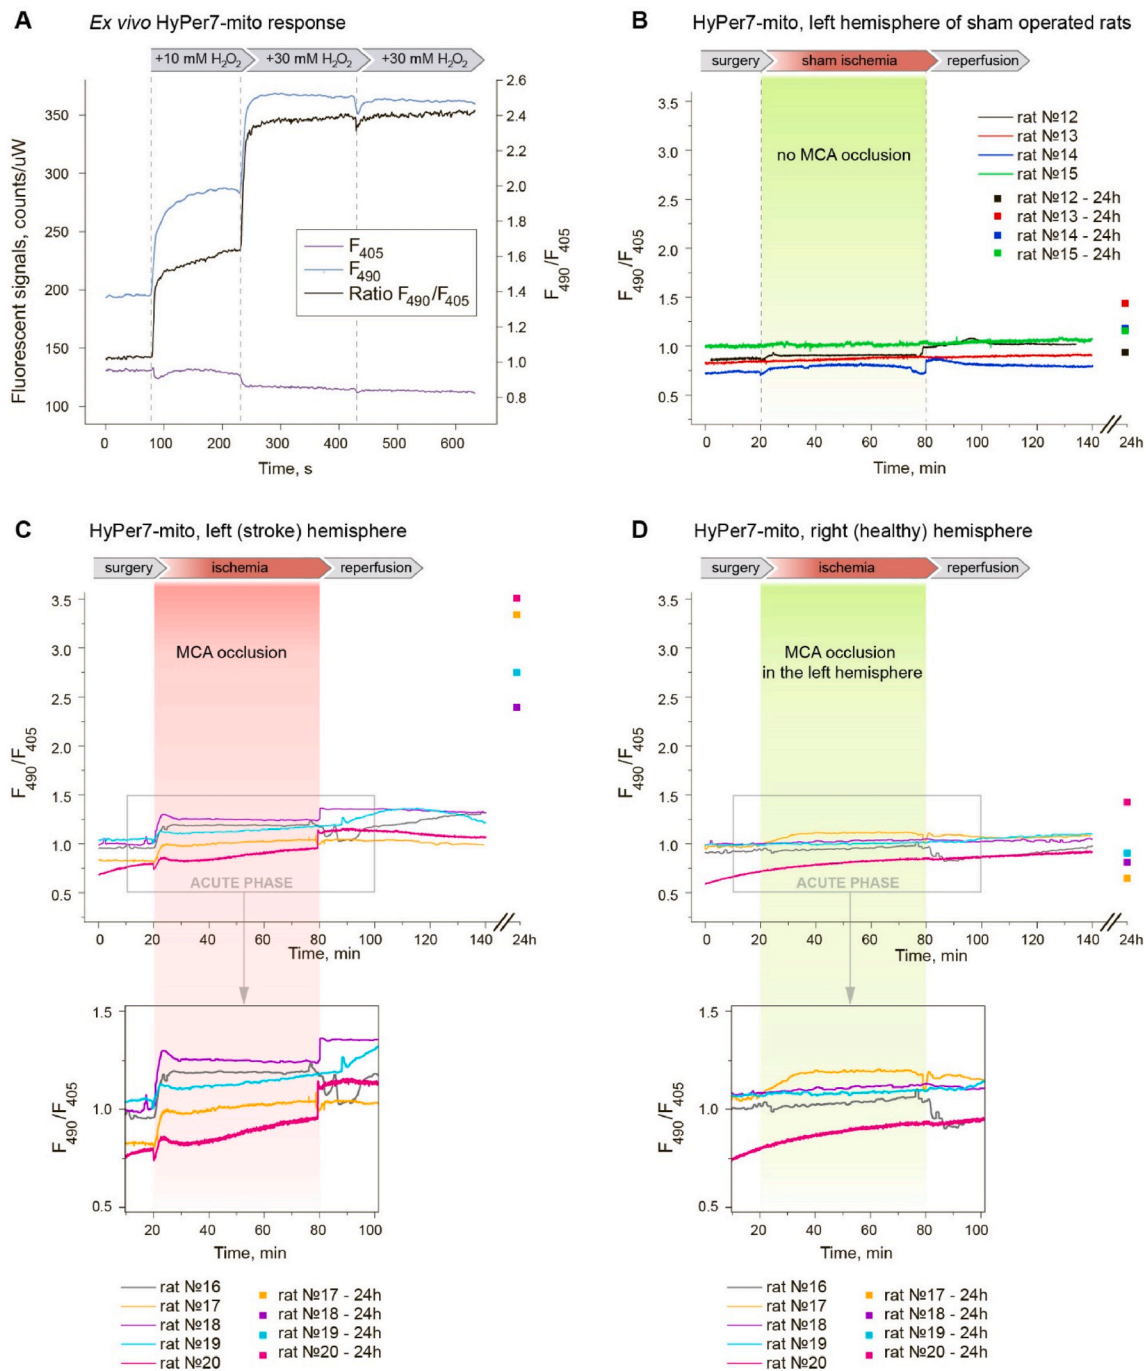 A Ex vivo HyPer7-mito response
+10 mM H₂O₂ +30 mM H₂O₂ +30 mM H₂O₂
Fluorescent signals, counts/uW
350
300
250
200
150
100
2.6
2.4
2.2
2.0
1.8
1.6
1.4
1.2
1.0
0.8
F₄₉₀/F₄₀₅
F₄₀₅
F₄₉₀
Ratio F₄₉₀/F₄₀₅
0 100 200 300 400 500 600
Time, s
B HyPer7-mito, left hemisphere of sham operated rats
surgery sham ischemia reperfusion
F₄₉₀/F₄₀₅
3.5
3.0
2.5
2.0
1.5
1.0
0.5
no MCA occlusion
rat №12
rat №13
rat №14
rat №15
rat №12 - 24h
rat №13 - 24h
rat №14 - 24h
rat №15 - 24h
0 20 40 60 80 100 120 140 24h
Time, min
C HyPer7-mito, left (stroke) hemisphere
surgery ischemia reperfusion
F₄₉₀/F₄₀₅
3.5
3.0
2.5
2.0
1.5
1.0
0.5
MCA occlusion
ACUTE PHASE
0 20 40 60 80 100 120 140 24h
Time, min
F₄₉₀/F₄₀₅
1.5
1.0
0.5
20 40 60 80 100
Time, min
rat №16
rat №17
rat №18
rat №19
rat №20
rat №17 - 24h
rat №18 - 24h
rat №19 - 24h
rat №20 - 24h
D HyPer7-mito, right (healthy) hemisphere
surgery ischemia reperfusion
F₄₉₀/F₄₀₅
3.5
3.0
2.5
2.0
1.5
1.0
0.5
MCA occlusion
in the left hemisphere
ACUTE PHASE
0 20 40 60 80 100 120 140 24h
Time, min
F₄₉₀/F₄₀₅
1.5
1.0
0.5
20 40 60 80 100
Time, min
rat №16
rat №17
rat №18
rat №19
rat №20
rat №17 - 24h
rat №18 - 24h
rat №19 - 24h
rat №20 - 24h